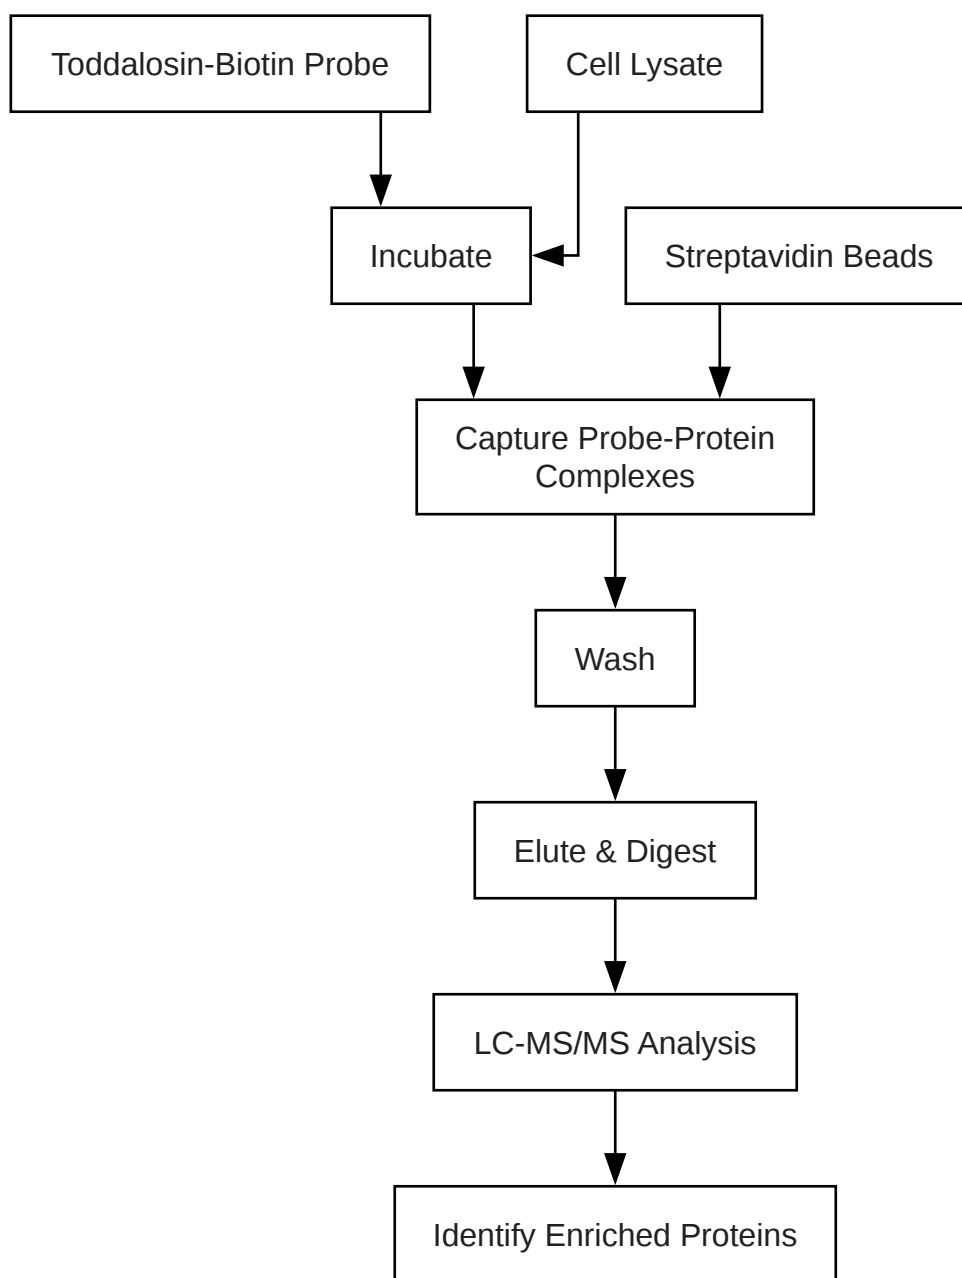 Toddalosin-Biotin Probe
Cell Lysate
Incubate
Streptavidin Beads
Capture Probe-Protein
Complexes
Wash
Elute & Digest
LC-MS/MS Analysis
Identify Enriched Proteins